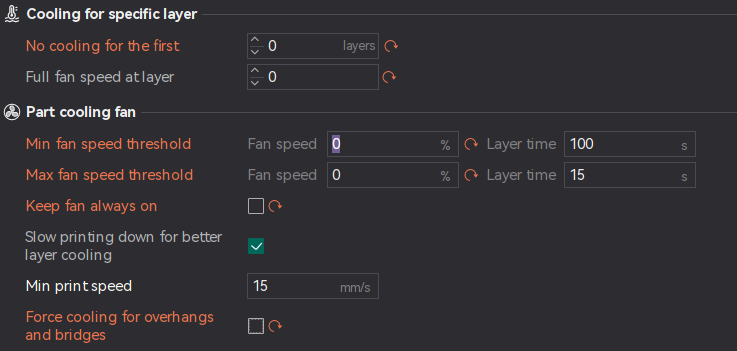 Cooling for specific layer
No cooling for the first 0 layers
Full fan speed at layer 0
Part cooling fan
Min fan speed threshold Fan speed 0 % Layer time 100 s
Max fan speed threshold Fan speed 0 % Layer time 15 s
Keep fan always on
Slow printing down for better
layer cooling
Min print speed 15 mm/s
Force cooling for overhangs
and bridges